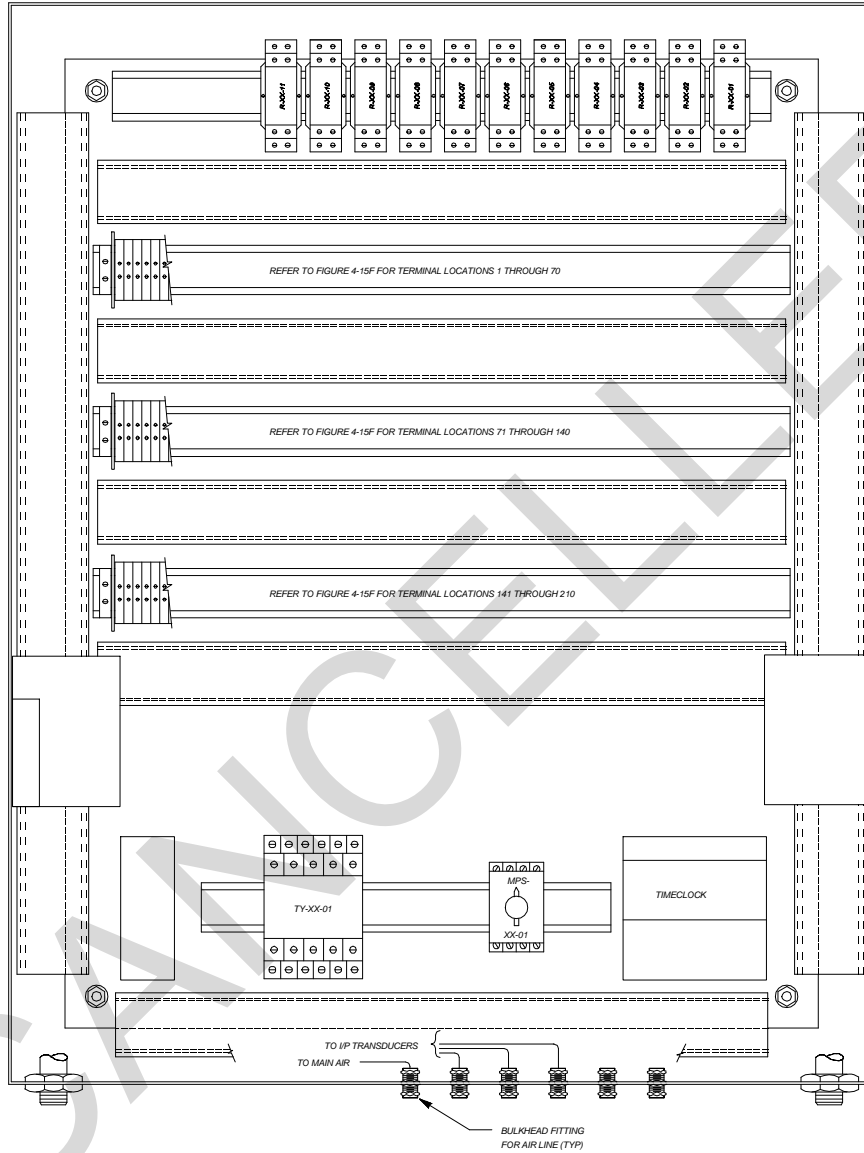 R-XX-11 R-XX-10 R-XX-09 R-XX-08 R-XX-07 R-XX-06 R-XX-05 R-XX-04 R-XX-03 R-XX-02 R-XX-01
REFER TO FIGURE 4-15F FOR TERMINAL LOCATIONS 1 THROUGH 70
REFER TO FIGURE 4-15F FOR TERMINAL LOCATIONS 71 THROUGH 140
REFER TO FIGURE 4-15F FOR TERMINAL LOCATIONS 141 THROUGH 210
TY-XX-01
MPS-
XX-01
TIMECLOCK
TO I/P TRANSDUCERS
TO MAIN AIR
BULKHEAD FITTING
FOR AIR LINE (TYP)
CANCELLE